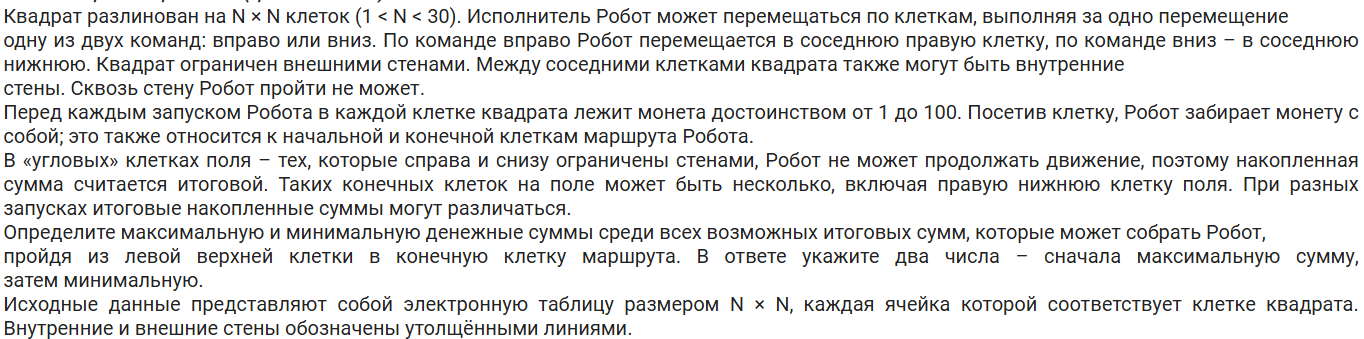 Квадрат разлинован на N × N клеток (1 < N < 30). Исполнитель Робот может перемещаться по клеткам, выполняя за одно перемещение
одну из двух команд: вправо или вниз. По команде вправо Робот перемещается в соседнюю правую клетку, по команде вниз – в соседнюю
нижнюю. Квадрат ограничен внешними стенами. Между соседними клетками квадрата также могут быть внутренние
стены. Сквозь стену Робот пройти не может.
Перед каждым запуском Робота в каждой клетке квадрата лежит монета достоинством от 1 до 100. Посетив клетку, Робот забирает монету с
собой; это также относится к начальной и конечной клеткам маршрута Робота.
В «угловых» клетках поля – тех, которые справа и снизу ограничены стенами, Робот не может продолжать движение, поэтому накопленная
сумма считается итоговой. Таких конечных клеток на поле может быть несколько, включая правую нижнюю клетку поля. При разных
запусках итоговые накопленные суммы могут различаться.
Определите максимальную и минимальную денежные суммы среди всех возможных итоговых сумм, которые может собрать Робот,
пройдя из левой верхней клетки в конечную клетку маршрута. В ответе укажите два числа – сначала максимальную сумму,
затем минимальную.
Исходные данные представляют собой электронную таблицу размером N × N, каждая ячейка которой соответствует клетке квадрата.
Внутренние и внешние стены обозначены утолщёнными линиями.